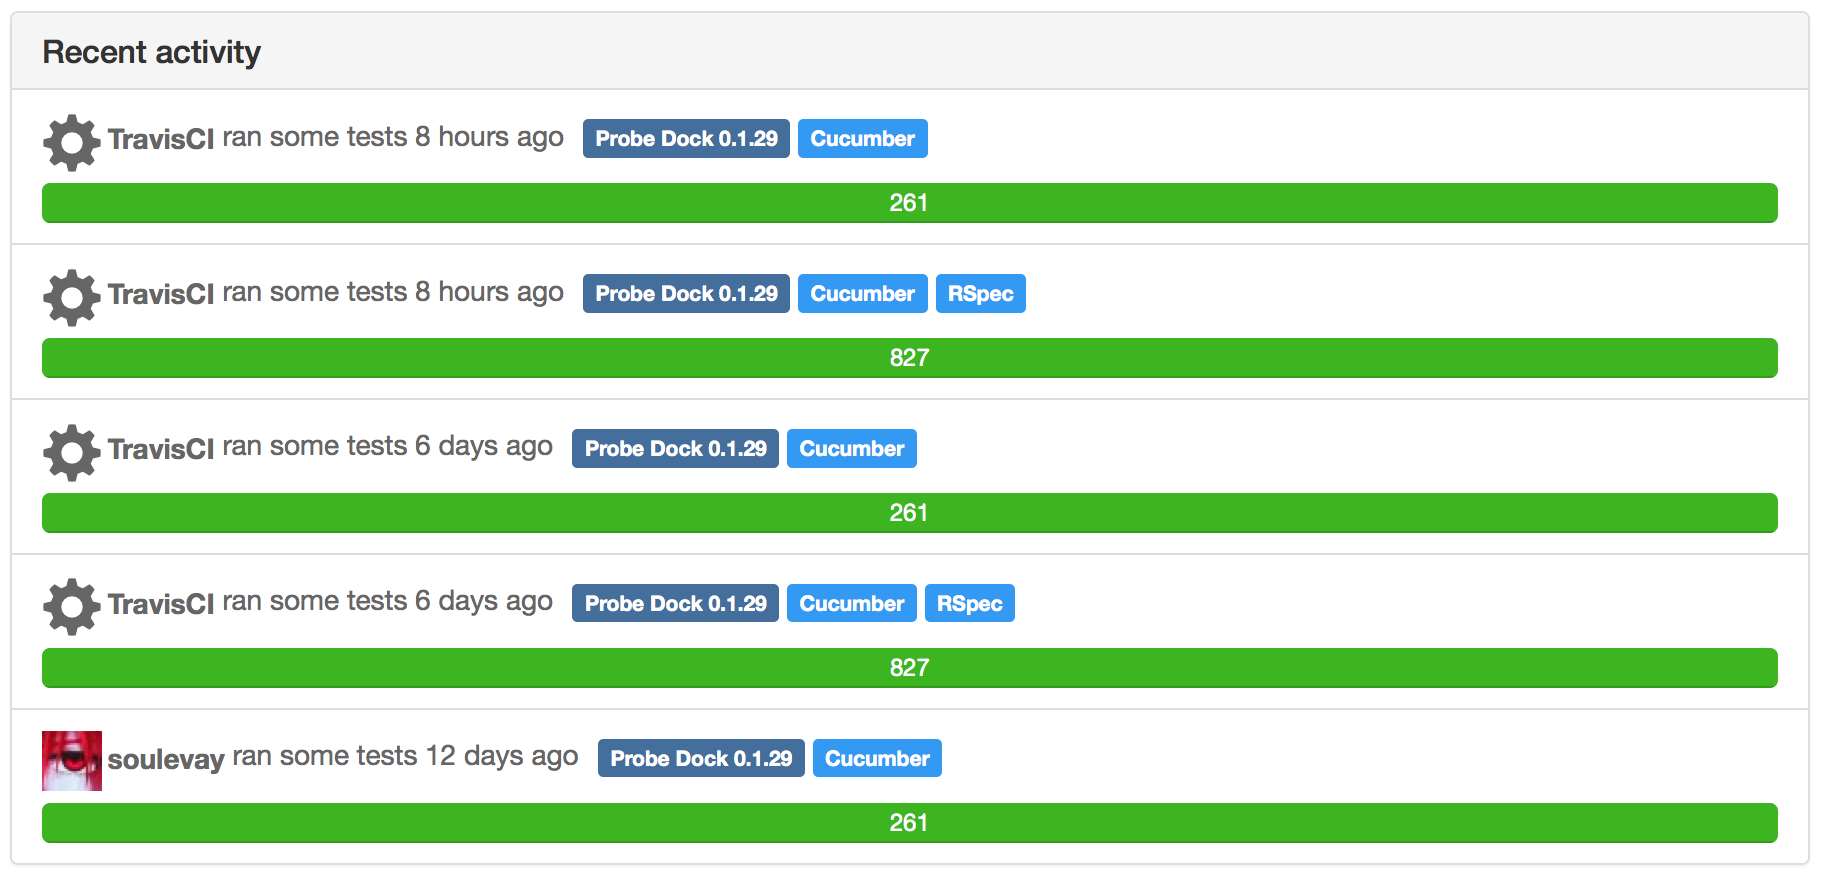 Recent activity
TravisCI ran some tests 8 hours ago Probe Dock 0.1.29 Cucumber
261
TravisCI ran some tests 8 hours ago Probe Dock 0.1.29 Cucumber RSpec
827
TravisCI ran some tests 6 days ago Probe Dock 0.1.29 Cucumber
261
TravisCI ran some tests 6 days ago Probe Dock 0.1.29 Cucumber RSpec
827
soulevay ran some tests 12 days ago Probe Dock 0.1.29 Cucumber
261